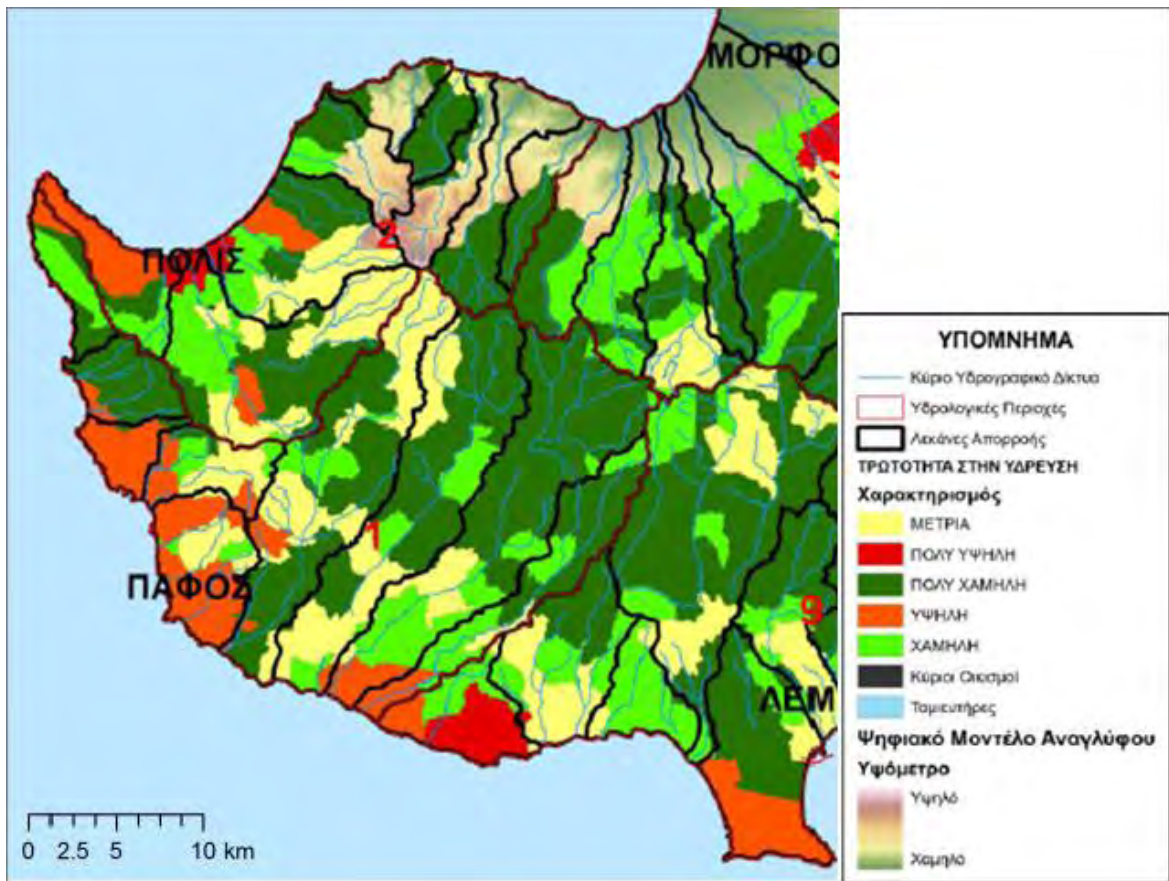 ΜΟΡΦΟ
2
ΠΟΛΙΣ
1
ΠΑΦΟΣ
9
ΛΕΜ
0 2.5 5 10 km
ΥΠΟΜΝΗΜΑ
Κύριο Υδρογραφικό Δίκτυο
Υδρολογικές Περιοχές
Λεκάνες Απορροής
ΤΡΩΤΟΤΗΤΑ ΣΤΗΝ ΥΔΡΕΥΣΗ
Χαρακτηρισμός
ΜΕΤΡΙΑ
ΠΟΛΥ ΥΨΗΛΗ
ΠΟΛΥ ΧΑΜΗΛΗ
ΥΨΗΛΗ
ΧΑΜΗΛΗ
Κύριοι Οικισμοί
Ταμιευτήρες
Ψηφιακό Μοντέλο Αναγλύφου
Υψόμετρο
Υψηλό
Χαμηλό